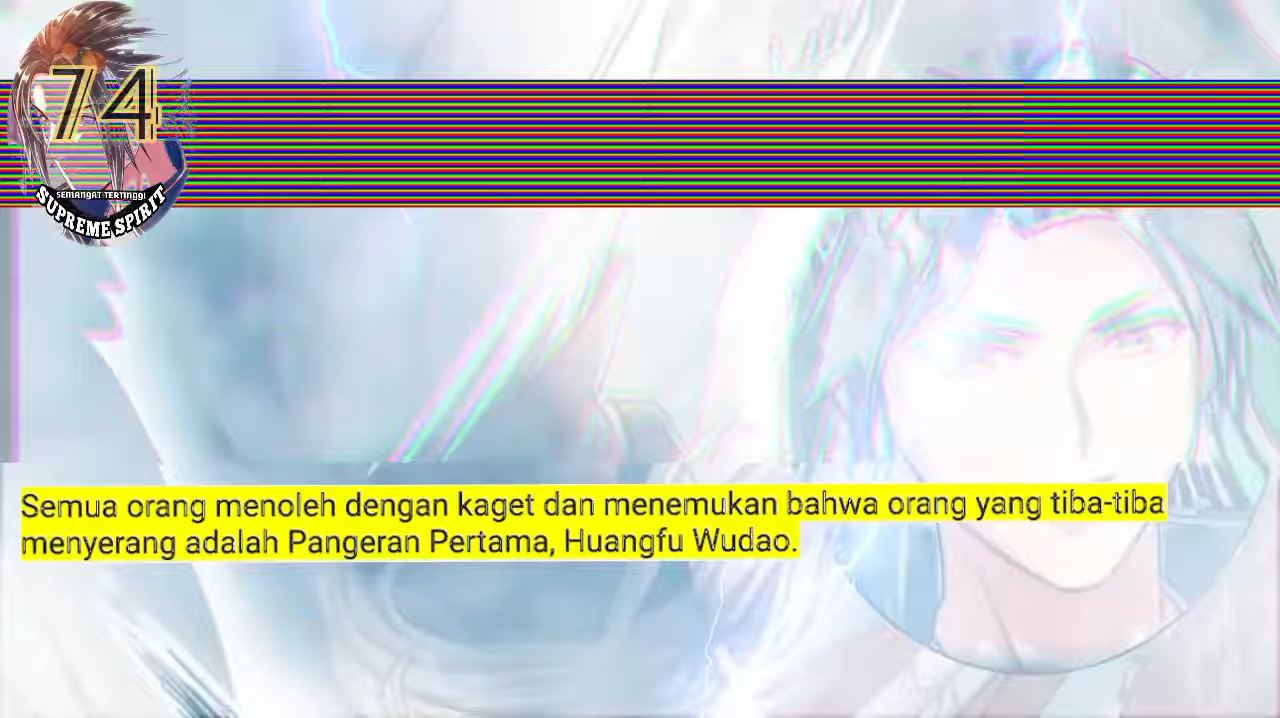 74
SEMANGAT TERTINGGI
SUPREME SPIRIT
Semua orang menoleh dengan kaget dan menemukan bahwa orang yang tiba-tiba
menyerang adalah Pangeran Pertama, Huangfu Wudao.